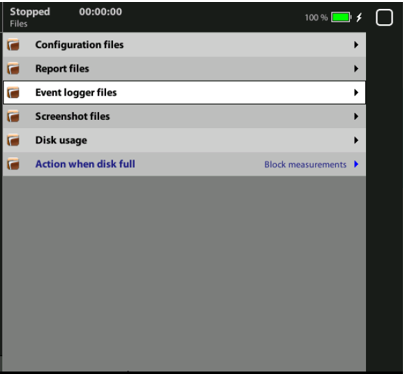 Stopped 00:00:00
Files
100 %
Configuration files
Report files
Event logger files
Screenshot files
Disk usage
Action when disk full Block measurements